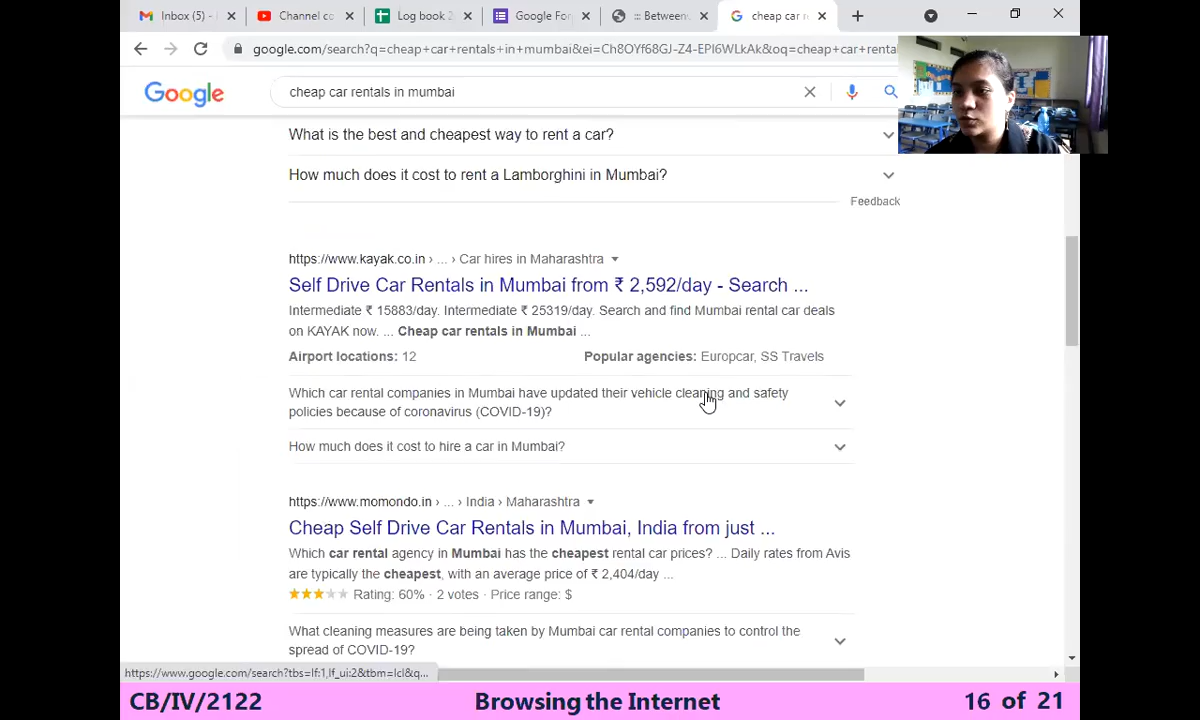 Inbox (5) -
Channel co
Log book 2
Google For
::: Between
cheap car r
google.com/search?q=cheap+car+rentals+in+mumbai&ei=Ch8OYf68GJ-Z4-EPI6WLkAk&oq=cheap+car+renta
Google
cheap car rentals in mumbai
What is the best and cheapest way to rent a car?
How much does it cost to rent a Lamborghini in Mumbai?
Feedback
https://www.kayak.co.in › ... › Car hires in Maharashtra
Self Drive Car Rentals in Mumbai from ₹ 2,592/day - Search ...
Intermediate ₹ 15883/day. Intermediate ₹ 25319/day. Search and find Mumbai rental car deals
on KAYAK now. ... Cheap car rentals in Mumbai ...
Airport locations: 12
Popular agencies: Europcar, SS Travels
Which car rental companies in Mumbai have updated their vehicle cleaning and safety
policies because of coronavirus (COVID-19)?
How much does it cost to hire a car in Mumbai?
https://www.momondo.in › ... › India › Maharashtra
Cheap Self Drive Car Rentals in Mumbai, India from just ...
Which car rental agency in Mumbai has the cheapest rental car prices? ... Daily rates from Avis
are typically the cheapest, with an average price of ₹ 2,404/day ...
Rating: 60% · 2 votes · Price range: $
What cleaning measures are being taken by Mumbai car rental companies to control the
spread of COVID-19?
https://www.google.com/search?tbs=lf:1,lf_ui:2&tbm=lcl&q...
CB/IV/2122
Browsing the Internet
16 of 21